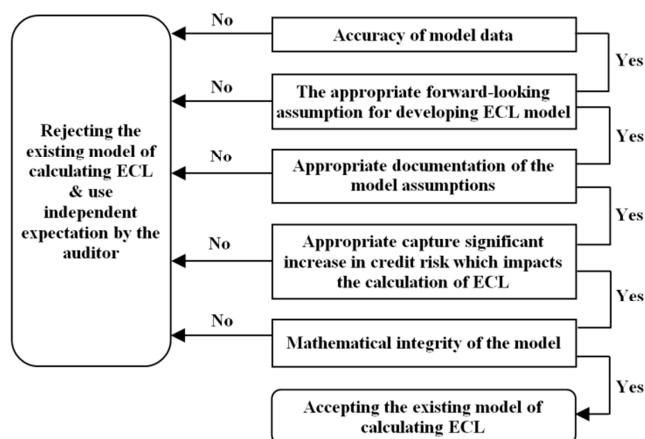 No
Accuracy of model data
Yes
No
The appropriate forward-looking
assumption for developing ECL model
Yes
Rejecting the
existing model of
calculating ECL
& use
independent
expectation by the
auditor
No
Appropriate documentation of the
model assumptions
Yes
No
Appropriate capture significant
increase in credit risk which impacts
the calculation of ECL
Yes
No
Mathematical integrity of the model
Yes
Accepting the existing model of
calculating ECL